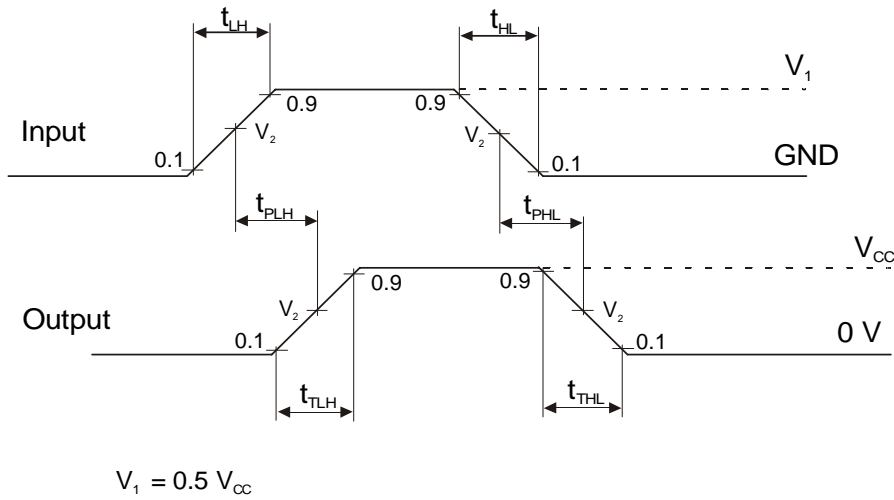 tLH tHL
V1
0.9 0.9
Input V2 V2
0.1 0.1 GND
tPLH tPHL
VCC
0.9 0.9
Output V2 V2 0 V
0.1 0.1
tTLH tTHL
V1 = 0.5 VCC